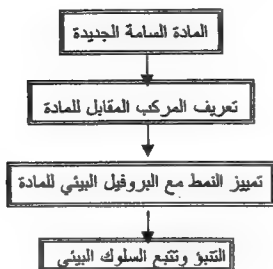 المادة السامة الجديدة
تعريف المركب المقابل للمادة
تمييز النمط مع البروفيل البيئي للمادة
التنبؤ وتتبع السلوك البيئي